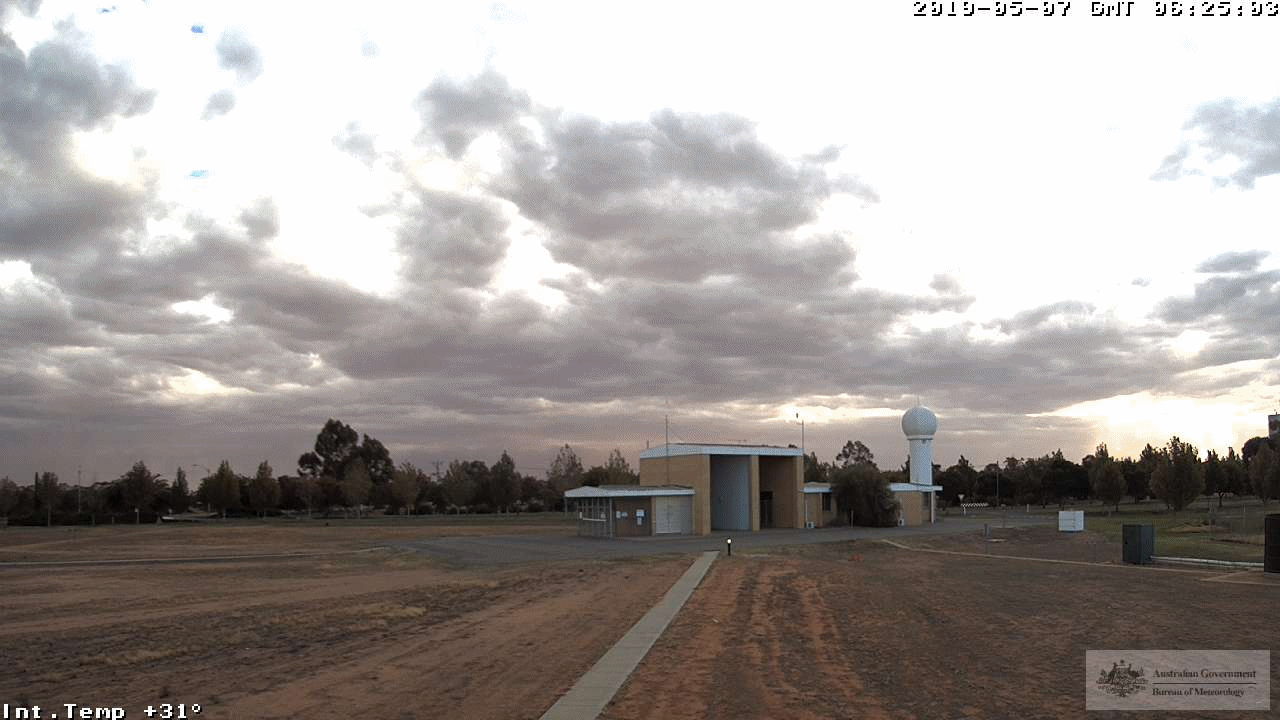 2019-05-07 GMT 06:25:03
Australian Government
Bureau of Meteorology
Int.Temp +31°